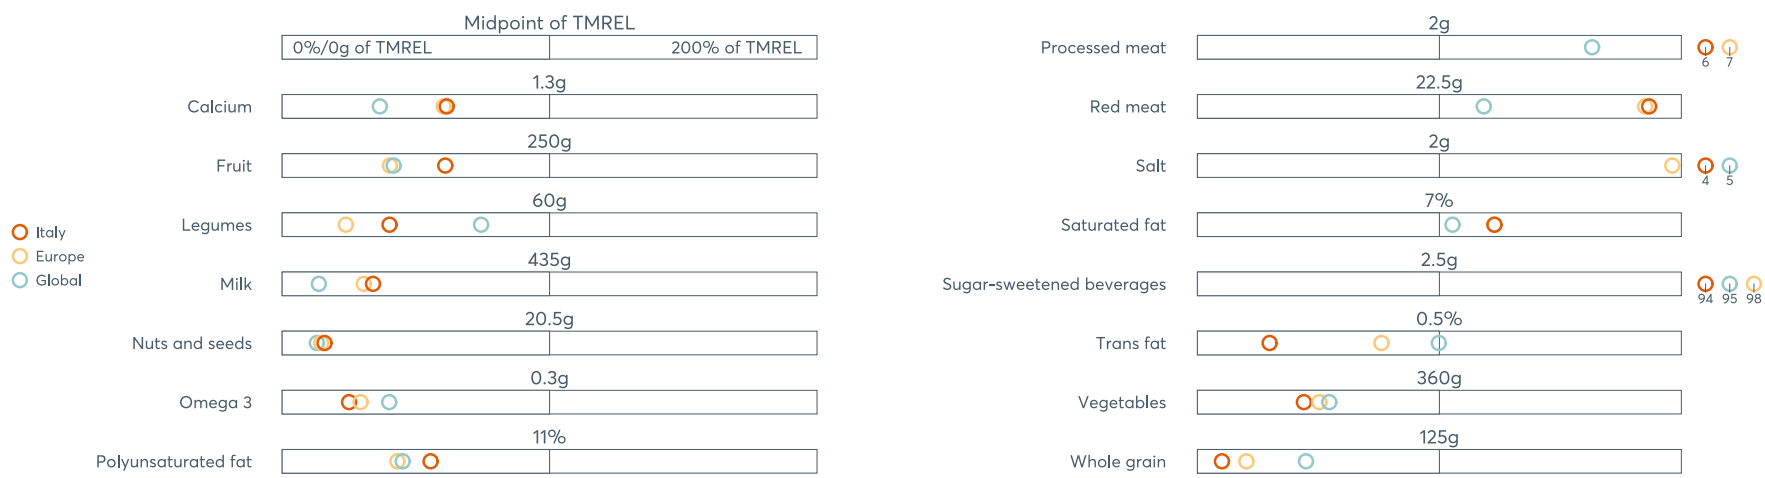 Midpoint of TMREL
0%/0g of TMREL 200% of TMREL
1.3g
Calcium
250g
Fruit
60g
Legumes
435g
Milk
20.5g
Nuts and seeds
0.3g
Omega 3
11%
Polyunsaturated fat
Italy
Europe
Global
2g
Processed meat
6 7
22.5g
Red meat
2g
Salt
4 5
7%
Saturated fat
2.5g
Sugar-sweetened beverages
94 95 98
0.5%
Trans fat
360g
Vegetables
125g
Whole grain